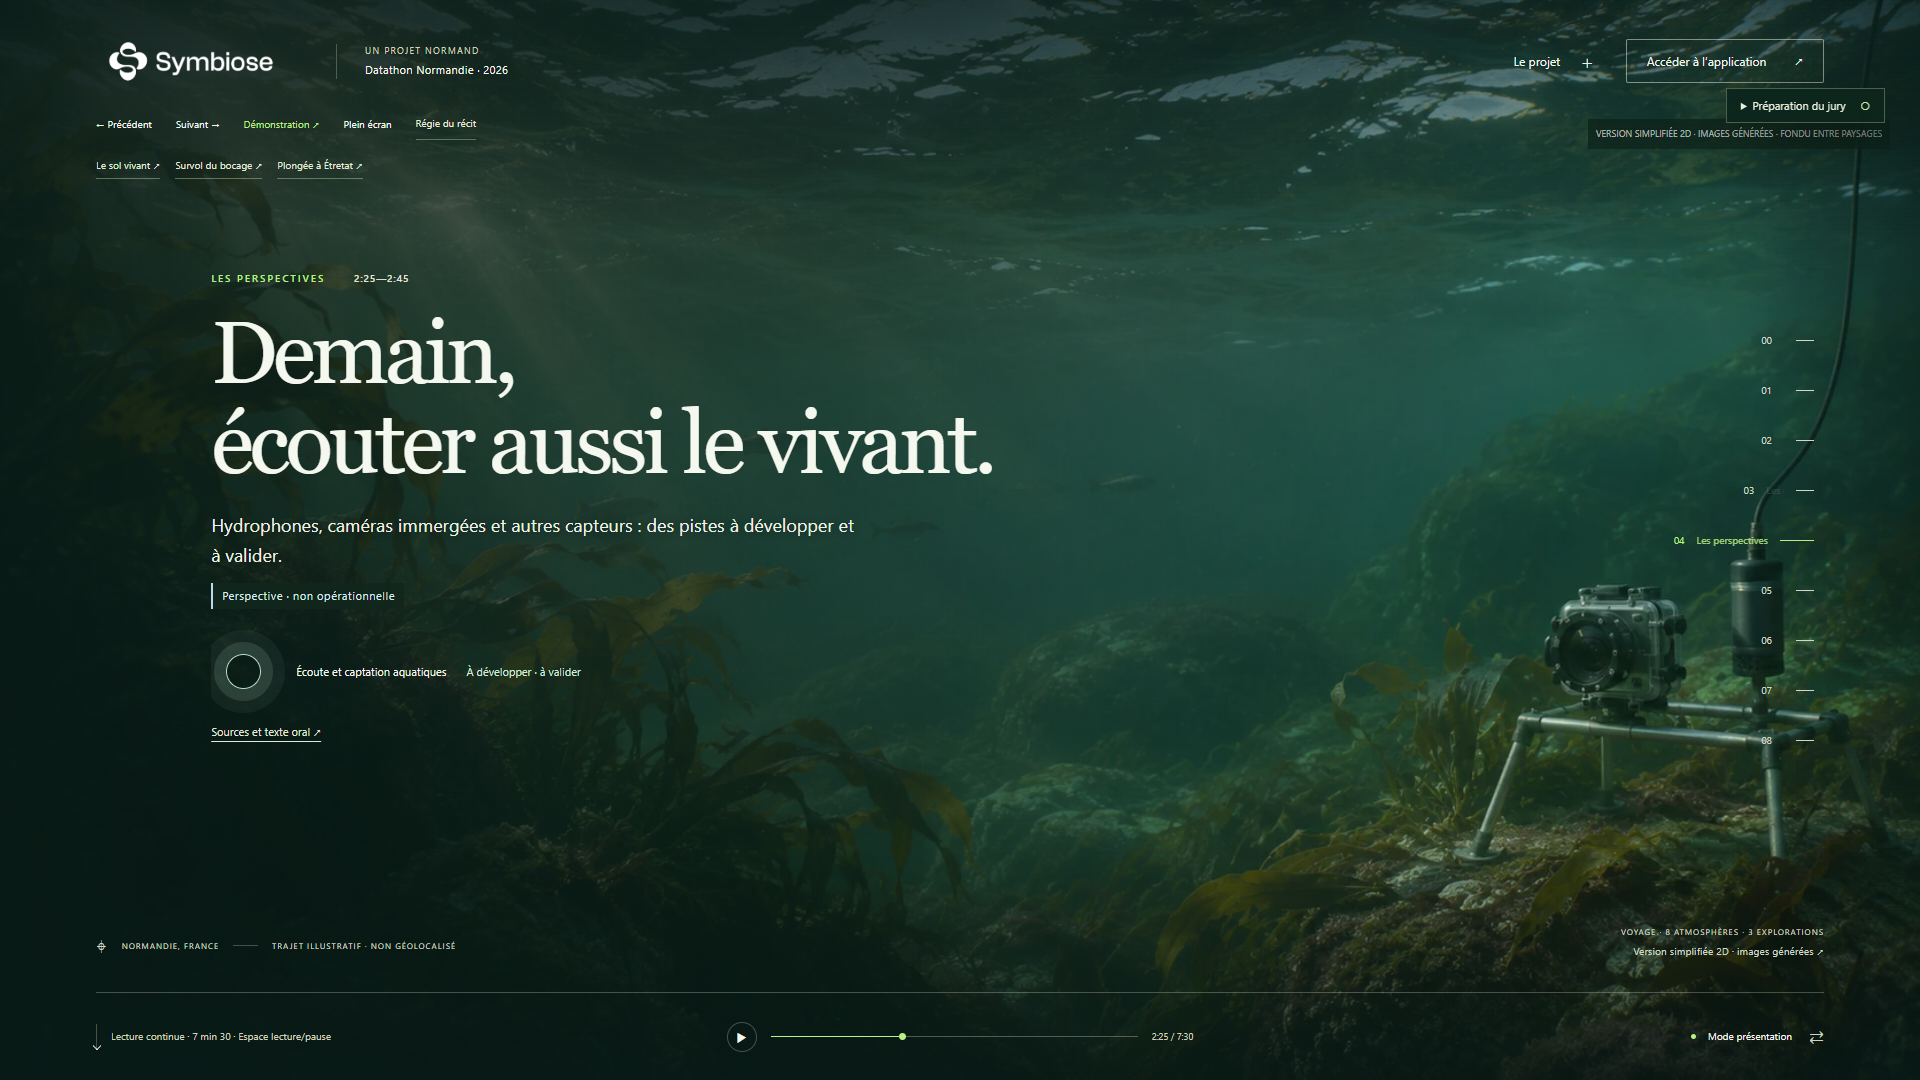 Symbiose
UN PROJET NORMAND
Datathon Normandie · 2026
Le projet +
Accéder à l'application ↗
▶ Préparation du jury
VERSION SIMPLIFIÉE 2D · IMAGES GÉNÉRÉES · FONDU ENTRE PAYSAGES
← Précédent
Suivant →
Démonstration ↗
Plein écran
Régie du récit
Le sol vivant ↗
Survol du bocage ↗
Plongée à Étretat ↗
LES PERSPECTIVES 2:25—2:45
Demain,
écouter aussi le vivant.
Hydrophones, caméras immergées et autres capteurs : des pistes à développer et
à valider.
Perspective · non opérationnelle
Écoute et captation aquatiques À développer · à valider
Sources et texte oral ↗
00
01
02
03 Les
04 Les perspectives
05
06
07
08
NORMANDIE, FRANCE
TRAJET ILLUSTRATIF · NON GÉOLOCALISÉ
VOYAGE · 8 ATMOSPHÈRES · 3 EXPLORATIONS
Version simplifiée 2D · images générées ↗
Lecture continue · 7 min 30 · Espace lecture/pause
2:25 / 7:30
Mode présentation